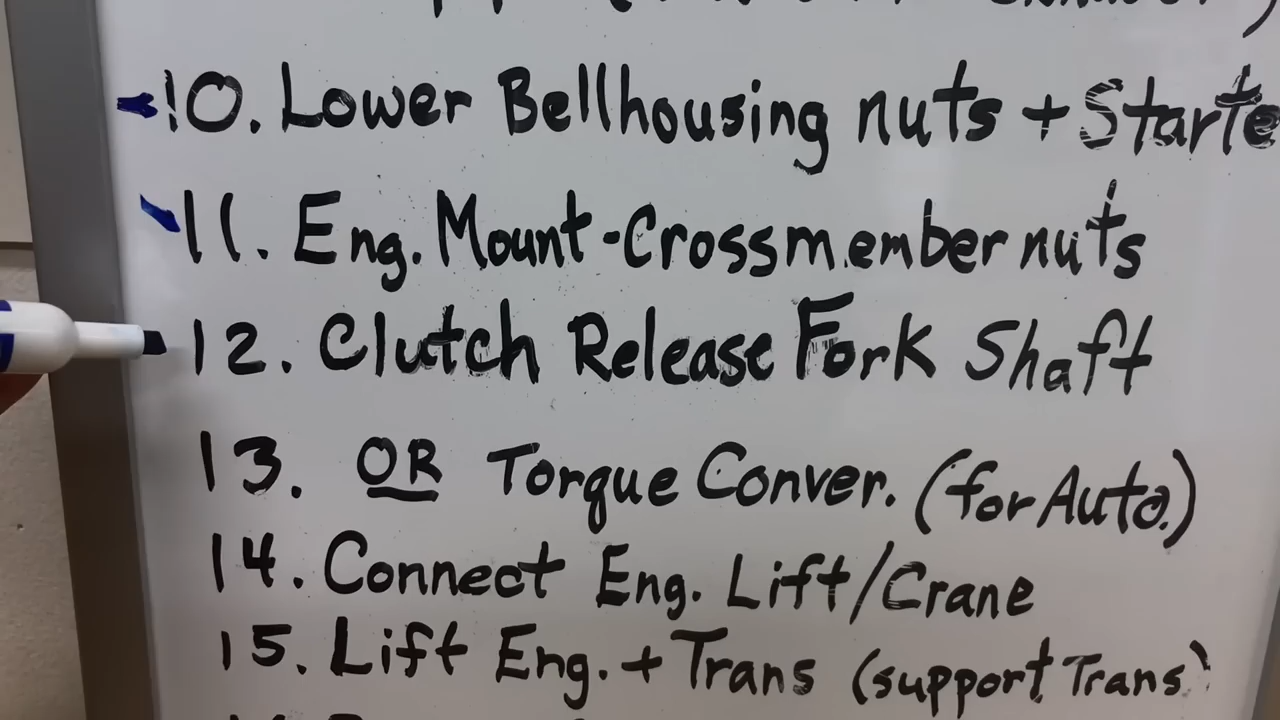 10. Lower Bellhousing nuts + Starte
11. Eng. Mount-Crossmember nuts
12. Clutch Release Fork Shaft
13. OR Torque Conver. (for Auto.)
14. Connect Eng. Lift/Crane
15. Lift Eng. + Trans (support Trans)